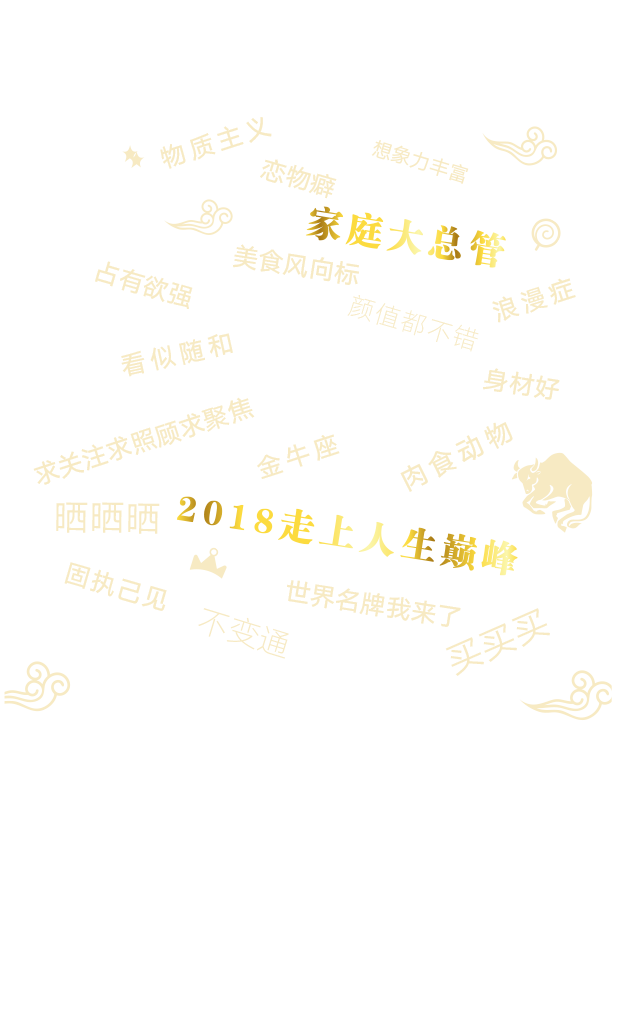 物质主义
想象力丰富
恋物癖
家庭大总管
美食风向标
占有欲强
浪漫症
颜值都不错
看似随和
身材好
求关注求照顾求聚焦
金牛座
肉食动物
晒晒晒
2018走上人生巅峰
固执己见
世界名牌我来了
不变通
买买买